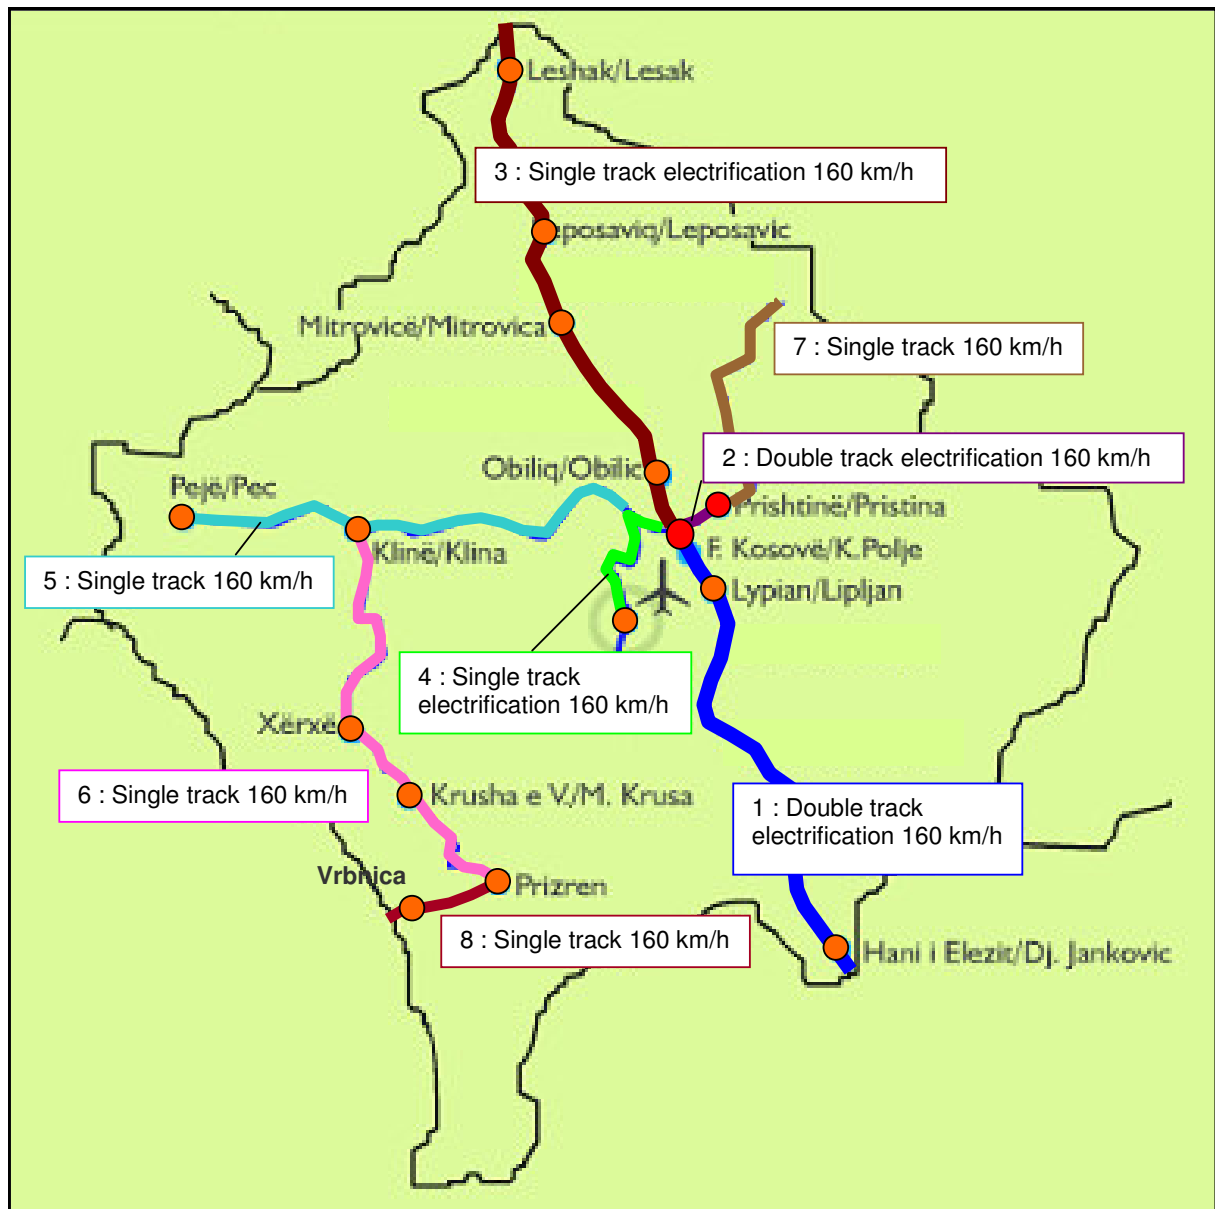 Leshak/Lesak
3 : Single track electrification 160 km/h
eposaviq/Leposavic
Mitrovicë/Mitrovica
7 : Single track 160 km/h
2 : Double track electrification 160 km/h
Obiliq/Obilic
Pejë/Pec
Prishtinë/Pristina
F. Kosovë/K.Polje
Klinë/Klina
5 : Single track 160 km/h
Lypian/Lipljan
4 : Single track
electrification 160 km/h
Xërxë
6 : Single track 160 km/h
Krusha e V./M. Krusa
1 : Double track
electrification 160 km/h
Vrbnica
Prizren
8 : Single track 160 km/h
Hani i Elezit/Dj. Jankovic